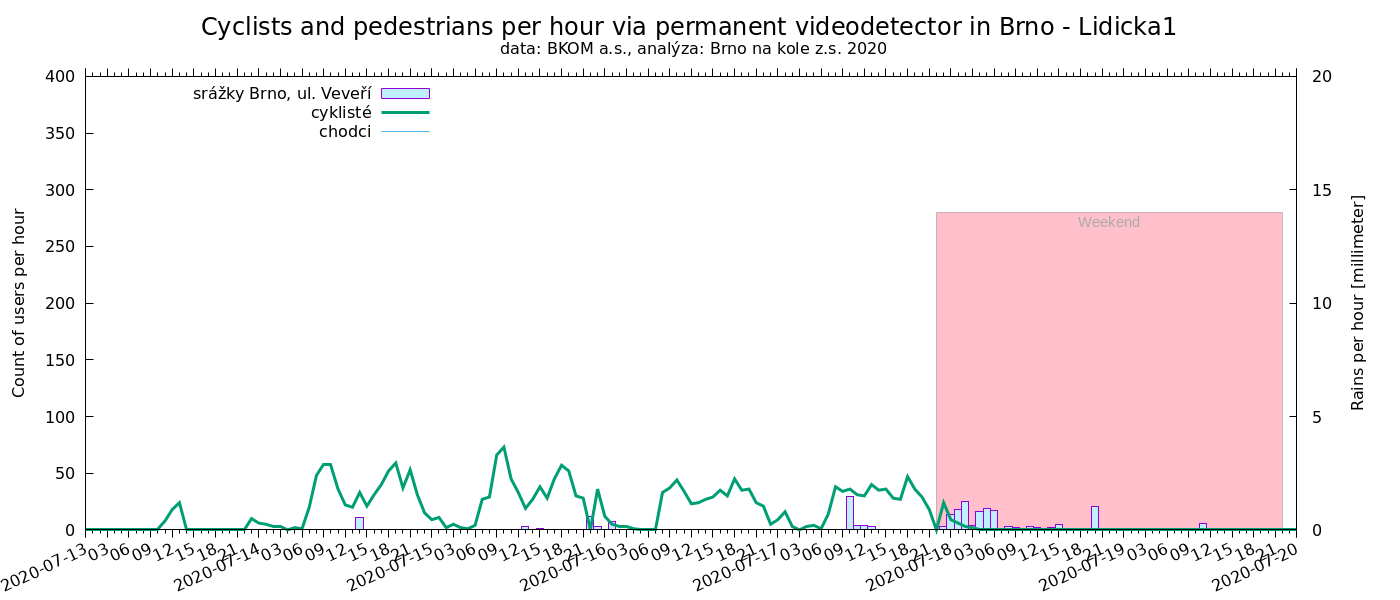 Cyclists and pedestrians per hour via permanent videodetector in Brno - Lidicka1
data: BKOM a.s., analýza: Brno na kole z.s. 2020
srážky Brno, ul. Veveří
cyklisté
chodci
Weekend
Count of users per hour
400
350
300
250
200
150
100
50
0
Rains per hour [millimeter]
20
15
10
5
0
2020-07-13 03 06 09 12 15 18 21 2020-07-14 03 06 09 12 15 18 21 2020-07-15 03 06 09 12 15 18 21 2020-07-16 03 06 09 12 15 18 21 2020-07-17 03 06 09 12 15 18 21 2020-07-18 03 06 09 12 15 18 21 2020-07-19 03 06 09 12 15 18 21 2020-07-20